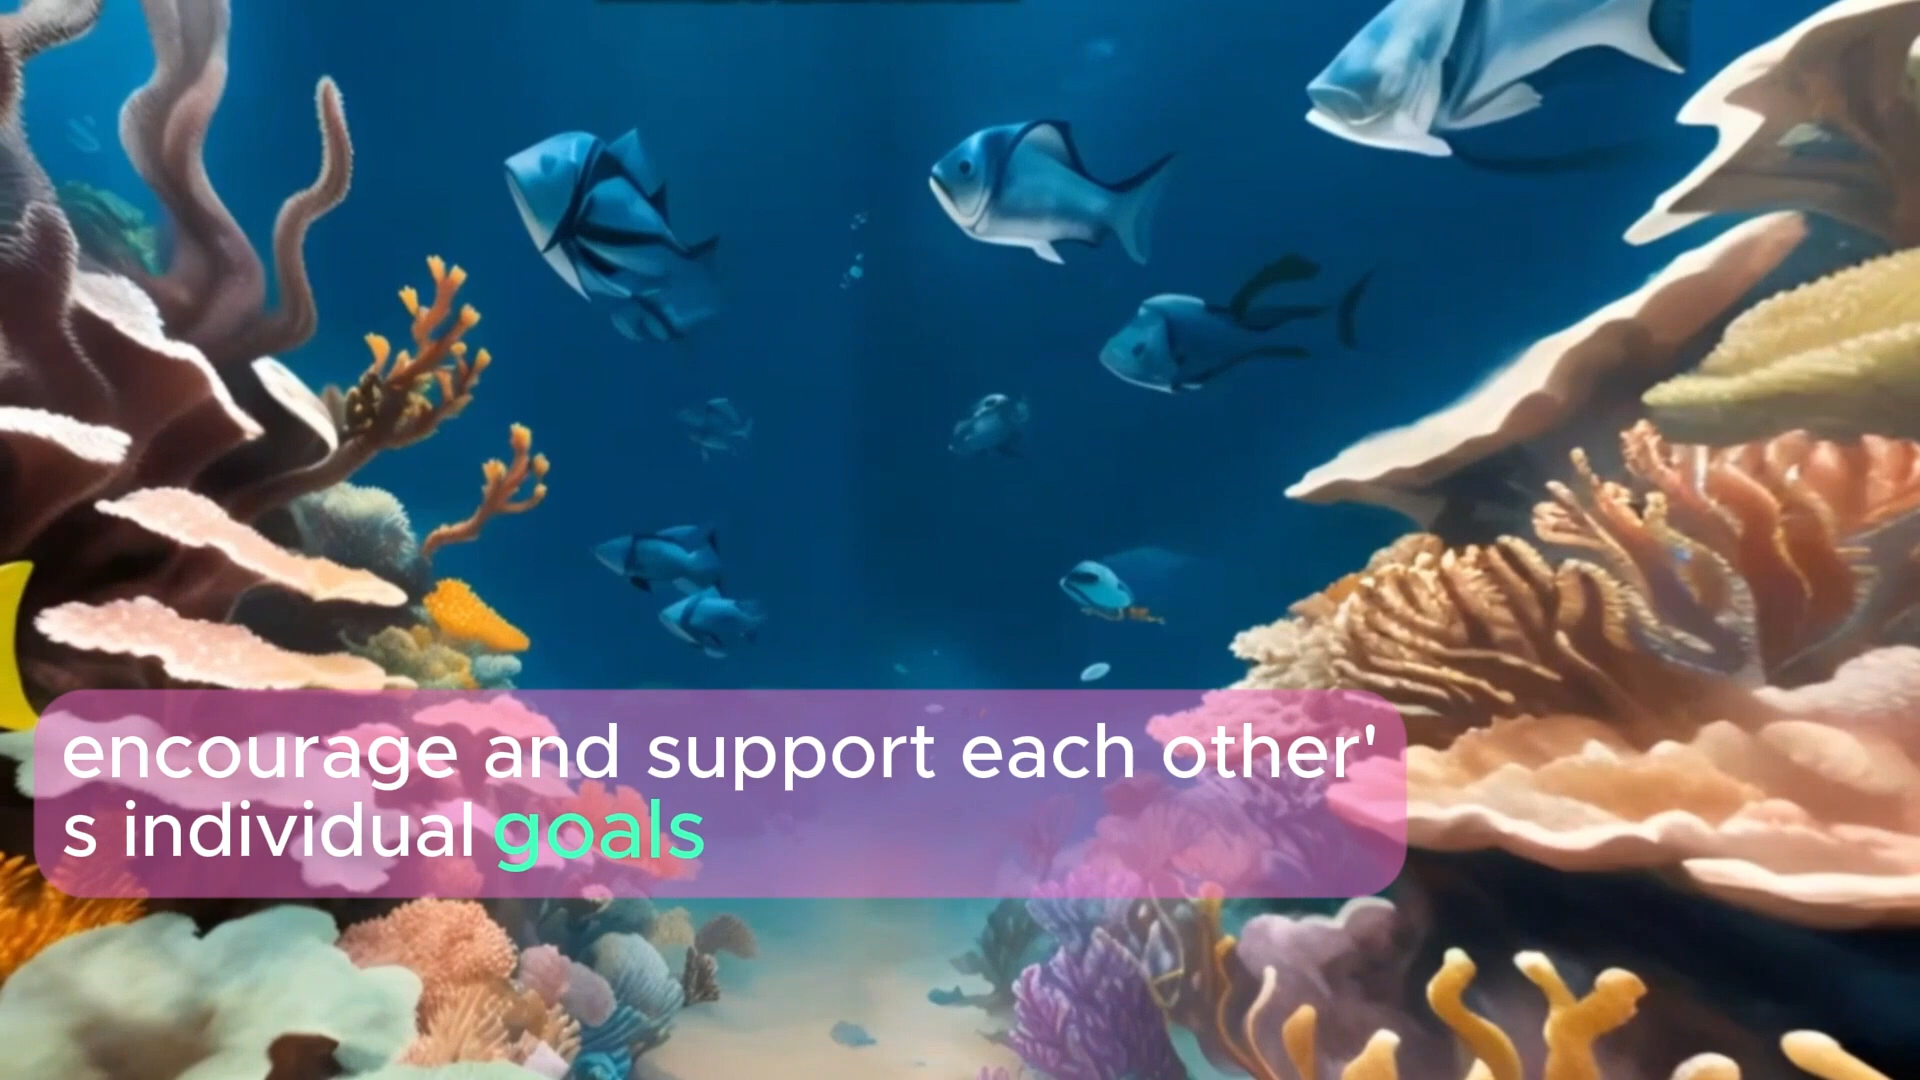 encourage and support each other'
s individual goals